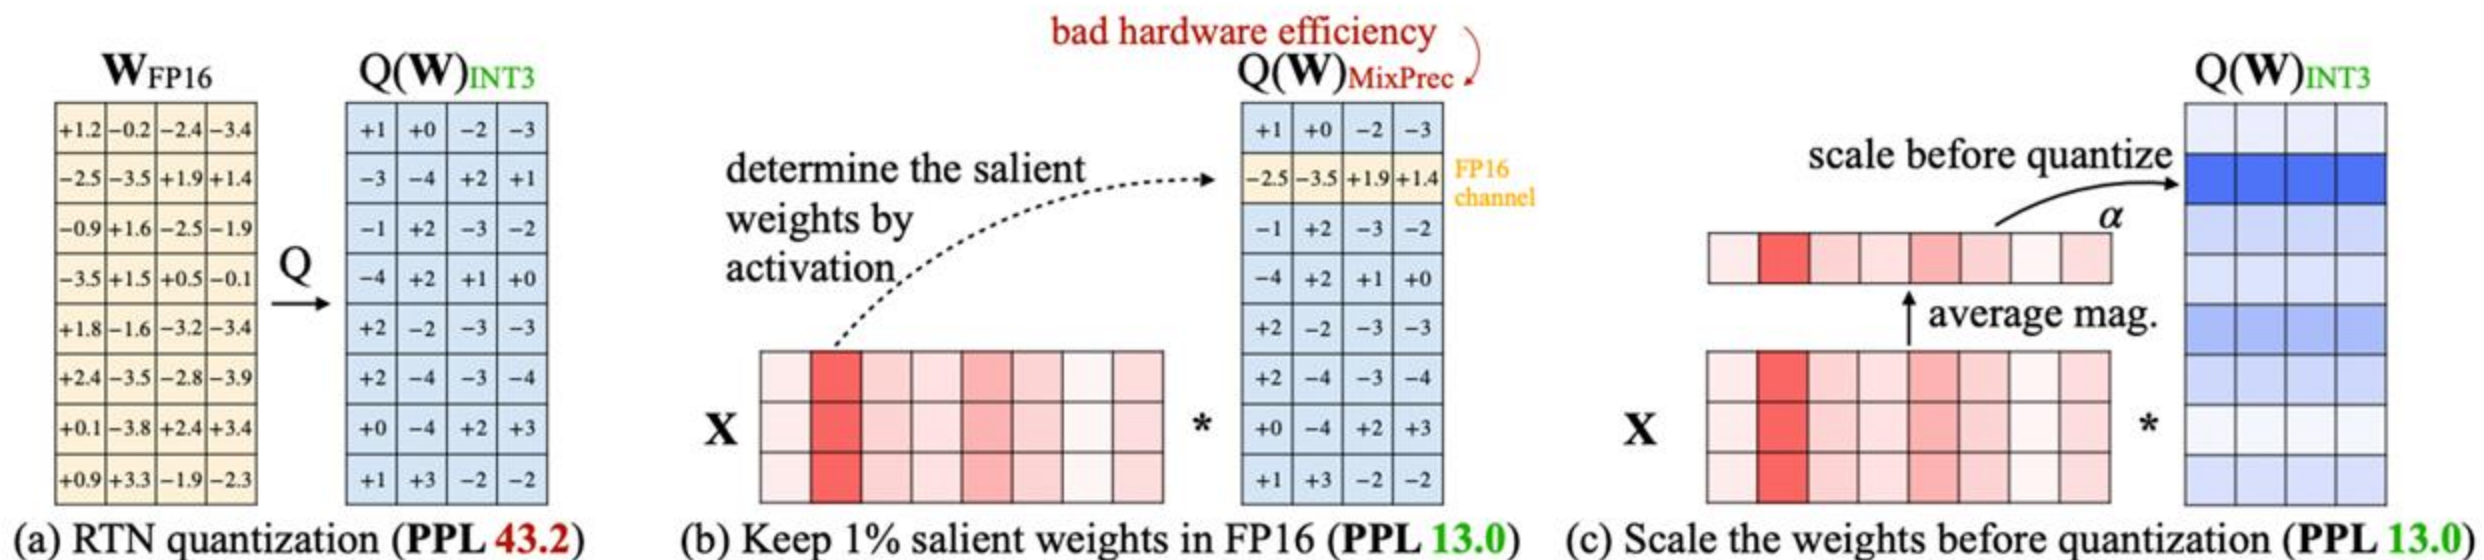 W FP16
+1.2 −0.2 −2.4 −3.4
−2.5 −3.5 +1.9 +1.4
−0.9 +1.6 −2.5 −1.9
−3.5 +1.5 +0.5 −0.1
+1.8 −1.6 −3.2 −3.4
+2.4 −3.5 −2.8 −3.9
+0.1 −3.8 +2.4 +3.4
+0.9 +3.3 −1.9 −2.3
Q
Q(W) INT3
+1 +0 −2 −3
−3 −4 +2 +1
−1 +2 −3 −2
−4 +2 +1 +0
+2 −2 −3 −3
+2 −4 −3 −4
+0 −4 +2 +3
+1 +3 −2 −2
(a) RTN quantization (PPL 43.2)
bad hardware efficiency
Q(W) MixPrec
determine the salient
weights by
activation
+1 +0 −2 −3
−2.5 −3.5 +1.9 +1.4
FP16
channel
−1 +2 −3 −2
−4 +2 +1 +0
+2 −2 −3 −3
+2 −4 −3 −4
+0 −4 +2 +3
+1 +3 −2 −2
X
*
(b) Keep 1% salient weights in FP16 (PPL 13.0)
Q(W) INT3
scale before quantize
α
average mag.
X
*
(c) Scale the weights before quantization (PPL 13.0)